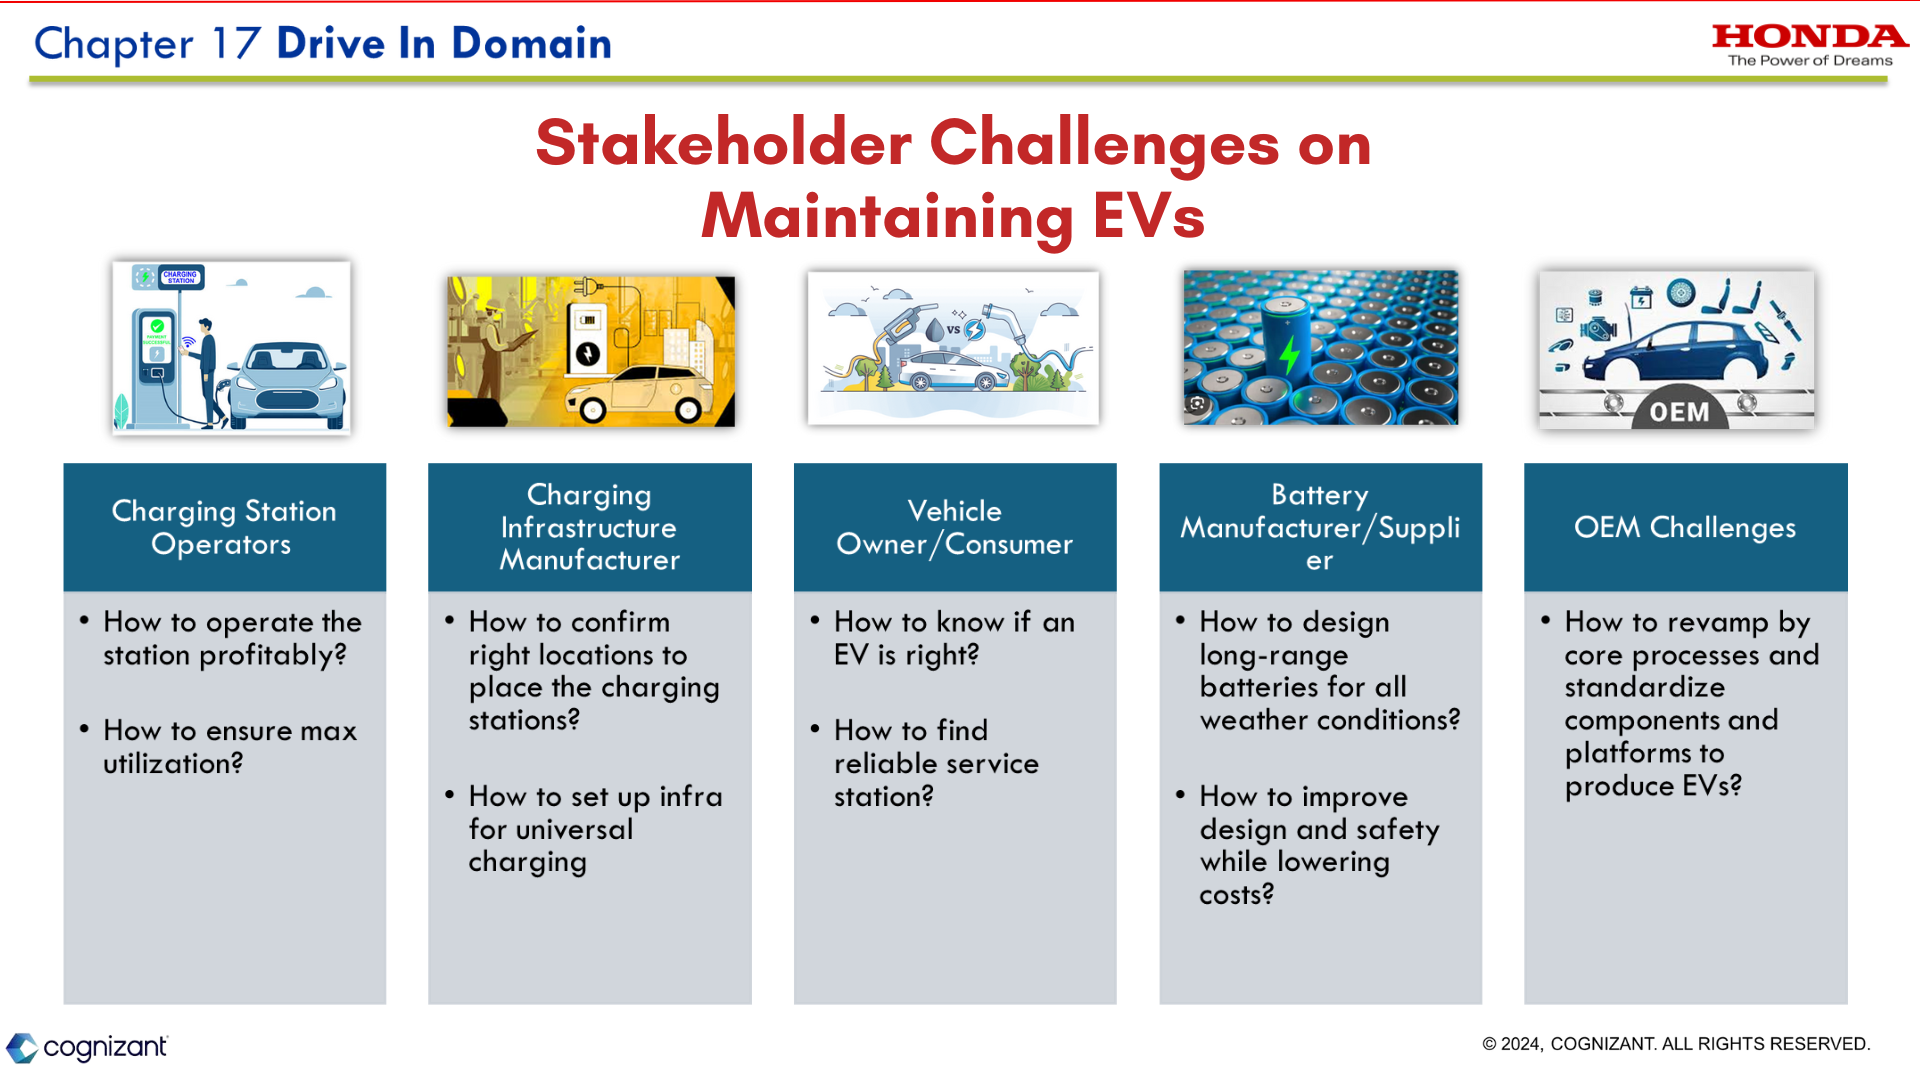 Chapter 17 Drive In Domain
HONDA
The Power of Dreams
Stakeholder Challenges on
Maintaining EVs
CHARGING
STATION
PAYMENT
SUCCESSFUL
VS
OEM
Charging Station
Operators
• How to operate the
station profitably?
• How to ensure max
utilization?
Charging
Infrastructure
Manufacturer
• How to confirm
right locations to
place the charging
stations?
• How to set up infra
for universal
charging
Vehicle
Owner/Consumer
• How to know if an
EV is right?
• How to find
reliable service
station?
Battery
Manufacturer/Suppli
er
• How to design
long-range
batteries for all
weather conditions?
• How to improve
design and safety
while lowering
costs?
OEM Challenges
• How to revamp by
core processes and
standardize
components and
platforms to
produce EVs?
cognizant
© 2024, COGNIZANT. ALL RIGHTS RESERVED.